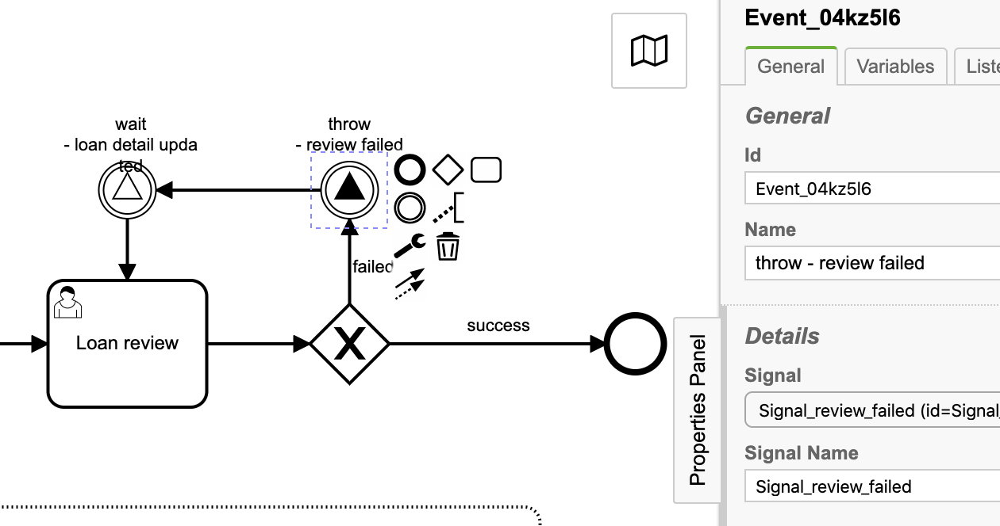 Event_04kz5l6
General
Variables
Liste
General
Id
Event_04kz5l6
Name
throw - review failed
Details
Signal
Signal_review_failed (id=Signal_
Signal Name
Signal_review_failed
Properties Panel
wait
- loan detail upda
ted
throw
- review failed
failed
Loan review
X
success